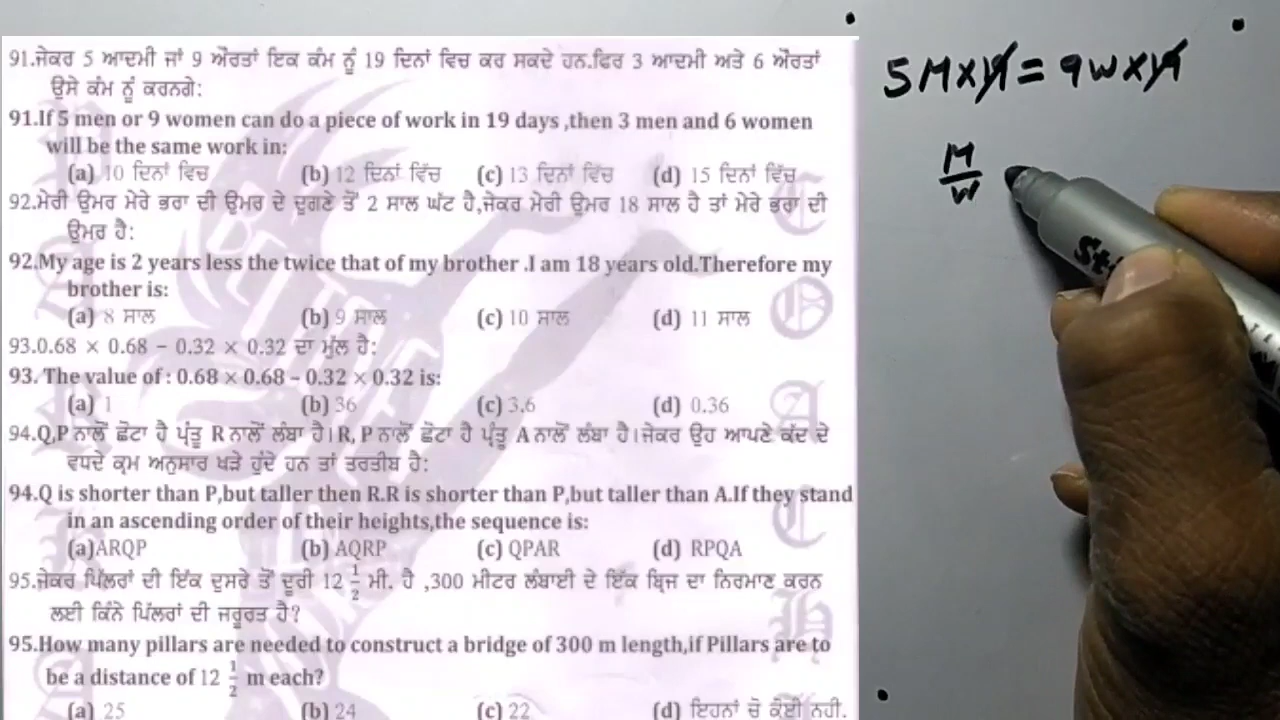 91.ਜੇਕਰ 5 ਆਦਮੀ ਜਾਂ 9 ਔਰਤਾਂ ਇਕ ਕੰਮ ਨੂੰ 19 ਦਿਨਾਂ ਵਿਚ ਕਰ ਸਕਦੇ ਹਨ.ਫਿਰ 3 ਆਦਮੀ ਅਤੇ 6 ਔਰਤਾਂ
ਉਸੇ ਕੰਮ ਨੂੰ ਕਰਨਗੇ:
91.If 5 men or 9 women can do a piece of work in 19 days ,then 3 men and 6 women
will be the same work in:
(a) 10 ਦਿਨਾਂ ਵਿਚ (b) 12 ਦਿਨਾਂ ਵਿੱਚ (c) 13 ਦਿਨਾਂ ਵਿੱਚ (d) 15 ਦਿਨਾਂ ਵਿੱਚ
92.ਮੇਰੀ ਉਮਰ ਮੇਰੇ ਭਰਾ ਦੀ ਉਮਰ ਦੇ ਦੁਗਣੇ ਤੋਂ 2 ਸਾਲ ਘੱਟ ਹੈ,ਜੇਕਰ ਮੇਰੀ ਉਮਰ 18 ਸਾਲ ਹੈ ਤਾਂ ਮੇਰੇ ਭਰਾ ਦੀ
ਉਮਰ ਹੈ:
92.My age is 2 years less the twice that of my brother .I am 18 years old.Therefore my
brother is:
(a) 8 ਸਾਲ (b) 9 ਸਾਲ (c) 10 ਸਾਲ (d) 11 ਸਾਲ
93.0.68 × 0.68 – 0.32 × 0.32 ਦਾ ਮੁੱਲ ਹੈ:
93. The value of : 0.68 × 0.68 – 0.32 × 0.32 is:
(a) 1 (b) 36 (c) 3.6 (d) 0.36
94.Q,P ਨਾਲੋਂ ਛੋਟਾ ਹੈ ਪ੍ਰੰਤੂ R ਨਾਲੋਂ ਲੰਬਾ ਹੈ।R, P ਨਾਲੋਂ ਛੋਟਾ ਹੈ ਪ੍ਰੰਤੂ A ਨਾਲੋਂ ਲੰਬਾ ਹੈ।ਜੇਕਰ ਉਹ ਆਪਣੇ ਕੱਦ ਦੇ
ਵਧਦੇ ਕ੍ਰਮ ਅਨੁਸਾਰ ਖੜੇ ਹੁੰਦੇ ਹਨ ਤਾਂ ਤਰਤੀਬ ਹੈ:
94.Q is shorter than P,but taller then R.R is shorter than P,but taller than A.If they stand
in an ascending order of their heights,the sequence is:
(a)ARQP (b) AQRP (c) QPAR (d) RPQA
95.ਜੇਕਰ ਪਿੱਲਰਾਂ ਦੀ ਇੱਕ ਦੁਸਰੇ ਤੋਂ ਦੂਰੀ 12 1/2 ਮੀ. ਹੈ ,300 ਮੀਟਰ ਲੰਬਾਈ ਦੇ ਇੱਕ ਬ੍ਰਿਜ ਦਾ ਨਿਰਮਾਣ ਕਰਨ
ਲਈ ਕਿੰਨੇ ਪਿੱਲਰਾਂ ਦੀ ਜਰੂਰਤ ਹੈ?
95.How many pillars are needed to construct a bridge of 300 m length,if Pillars are to
be a distance of 12 1/2 m each?
(a) 25 (b) 24 (c) 22 (d) ਇਹਨਾਂ ਚੋ ਕੋਈ ਨਹੀ.
5M×19=9W×19
M/W